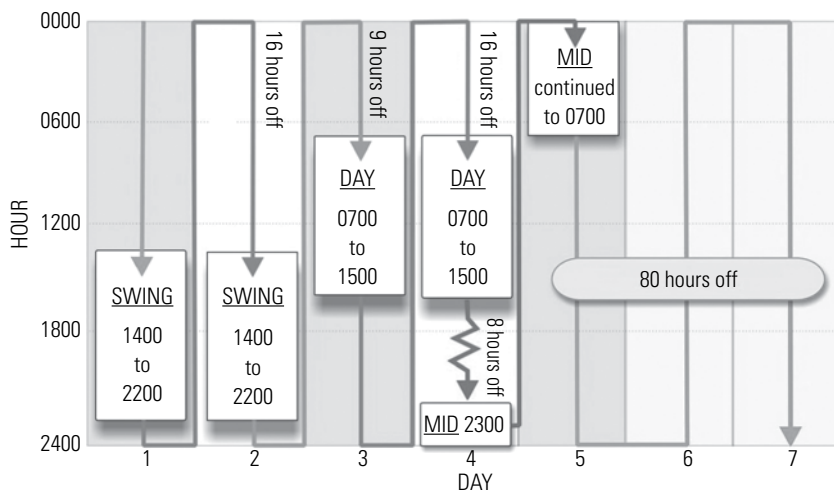 0000
0600
1200
1800
2400
HOUR
16 hours off
9 hours off
16 hours off
MID
continued
to 0700
DAY
0700
to
1500
DAY
0700
to
1500
SWING
1400
to
2200
SWING
1400
to
2200
80 hours off
8 hours off
MID 2300
1 2 3 4 5 6 7
DAY